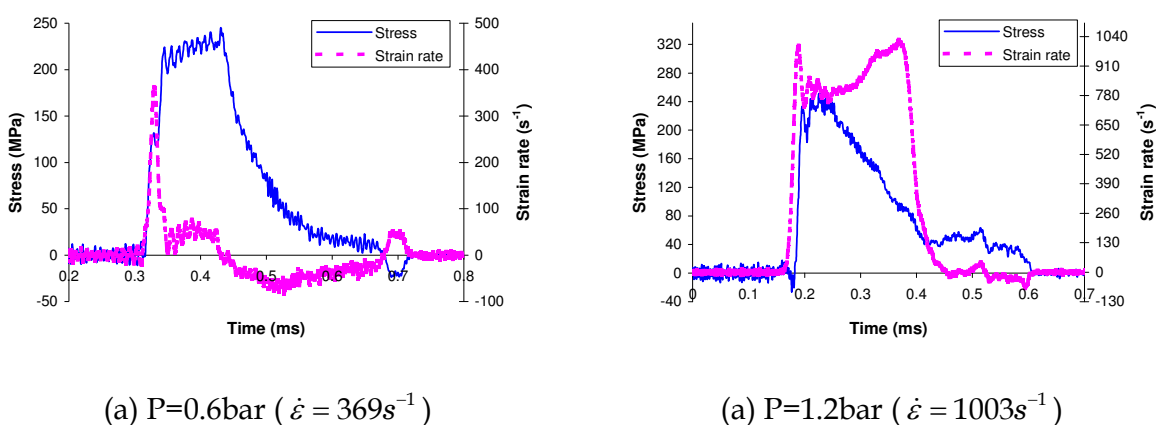 250
200
150
100
50
0
-50
Stress (MPa)
500
400
300
200
100
0
-100
Strain rate (s⁻¹)
Stress
Strain rate
0.2 0.3 0.4 0.5 0.6 0.7 0.8
Time (ms)
(a) P=0.6bar ( ε̇ = 369s⁻¹ )
320
280
240
200
160
120
80
40
0
-40
Stress (MPa)
1040
910
780
650
520
390
260
130
0
-130
Strain rate (s⁻¹)
Stress
Strain rate
0 0.1 0.2 0.3 0.4 0.5 0.6 0.7
Time (ms)
(a) P=1.2bar ( ε̇ = 1003s⁻¹ )